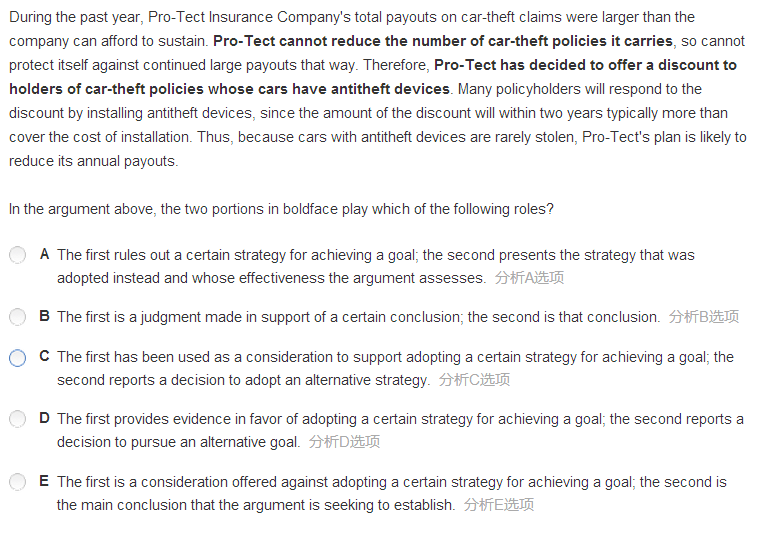 During the past year, Pro-Tect Insurance Company's total payouts on car-theft claims were larger than the
company can afford to sustain. Pro-Tect cannot reduce the number of car-theft policies it carries, so cannot
protect itself against continued large payouts that way. Therefore, Pro-Tect has decided to offer a discount to
holders of car-theft policies whose cars have antitheft devices. Many policyholders will respond to the
discount by installing antitheft devices, since the amount of the discount will within two years typically more than
cover the cost of installation. Thus, because cars with antitheft devices are rarely stolen, Pro-Tect's plan is likely to
reduce its annual payouts.
In the argument above, the two portions in boldface play which of the following roles?
A The first rules out a certain strategy for achieving a goal; the second presents the strategy that was
adopted instead and whose effectiveness the argument assesses. 分析A选项
B The first is a judgment made in support of a certain conclusion; the second is that conclusion. 分析B选项
C The first has been used as a consideration to support adopting a certain strategy for achieving a goal; the
second reports a decision to adopt an alternative strategy. 分析C选项
D The first provides evidence in favor of adopting a certain strategy for achieving a goal; the second reports a
decision to pursue an alternative goal. 分析D选项
E The first is a consideration offered against adopting a certain strategy for achieving a goal; the second is
the main conclusion that the argument is seeking to establish. 分析E选项